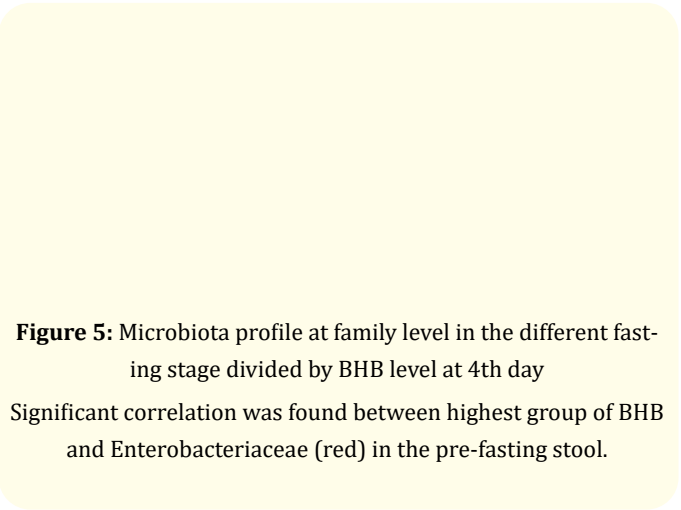 Figure 5: Microbiota profile at family level in the different fast-
ing stage divided by BHB level at 4th day
Significant correlation was found between highest group of BHB
and Enterobacteriaceae (red) in the pre-fasting stool.